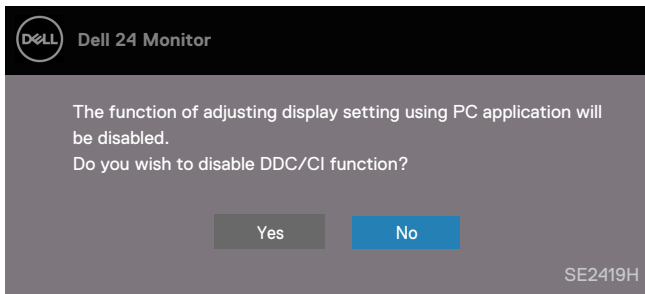 DELL
Dell 24 Monitor
The function of adjusting display setting using PC application will
be disabled.
Do you wish to disable DDC/CI function?
Yes No
SE2419H